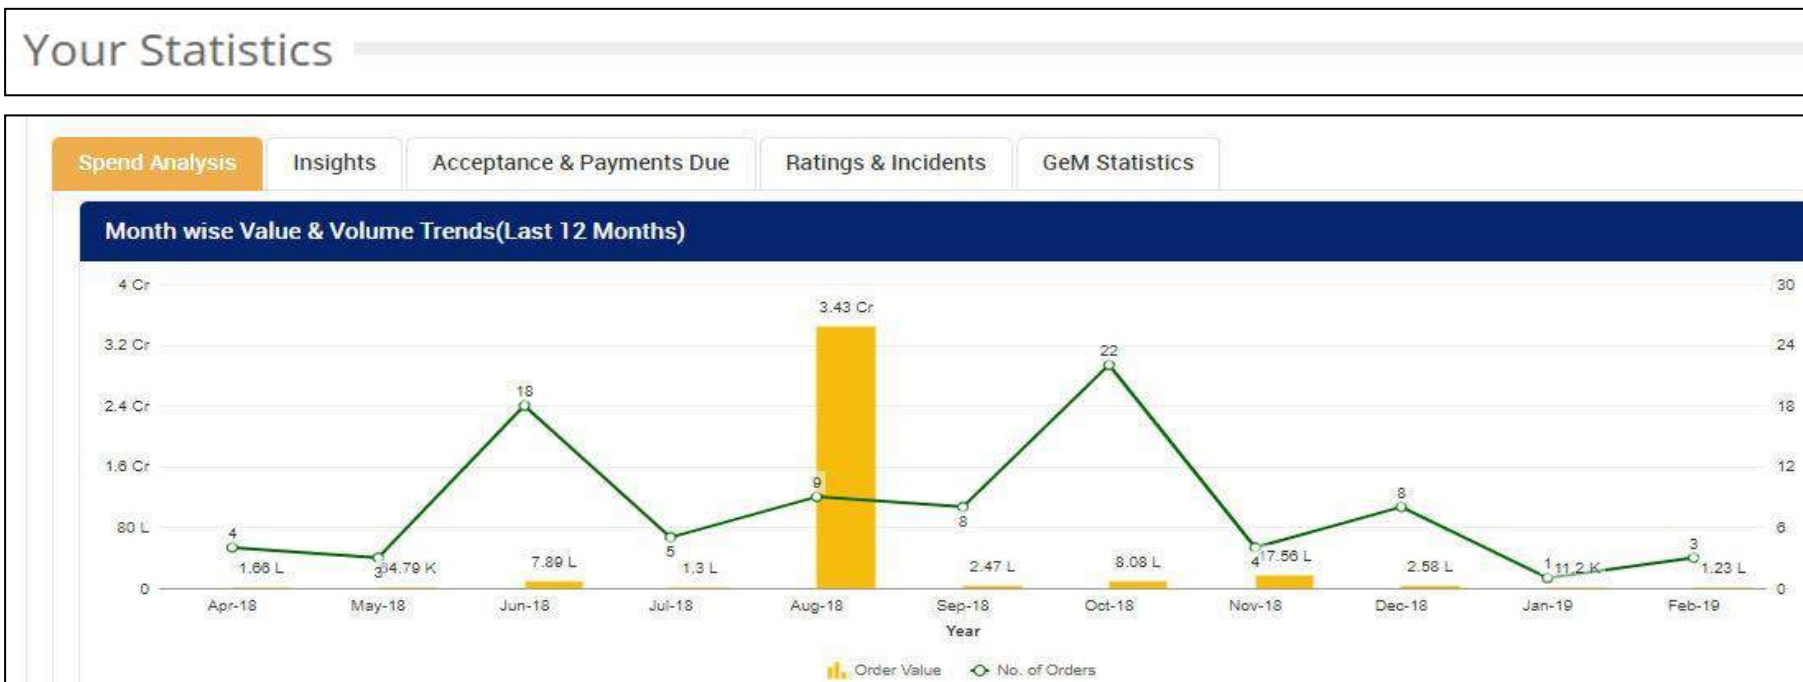 Your Statistics
Spend Analysis Insights Acceptance & Payments Due Ratings & Incidents GeM Statistics
Month wise Value & Volume Trends(Last 12 Months)
4 Cr 30
3.43 Cr
3.2 Cr 22 24
2.4 Cr 18 18
1.6 Cr 9 8 12
80 L 4 5 8 6
1.66 L 3 7.89 L 1.3 L 2.47 L 8.08 L 4 17.56 L 2.58 L 1 11.2 K 3 1.23 L
0 0
Apr-18 May-18 Jun-18 Jul-18 Aug-18 Sep-18 Oct-18 Nov-18 Dec-18 Jan-19 Feb-19
Year
Order Value No. of Orders